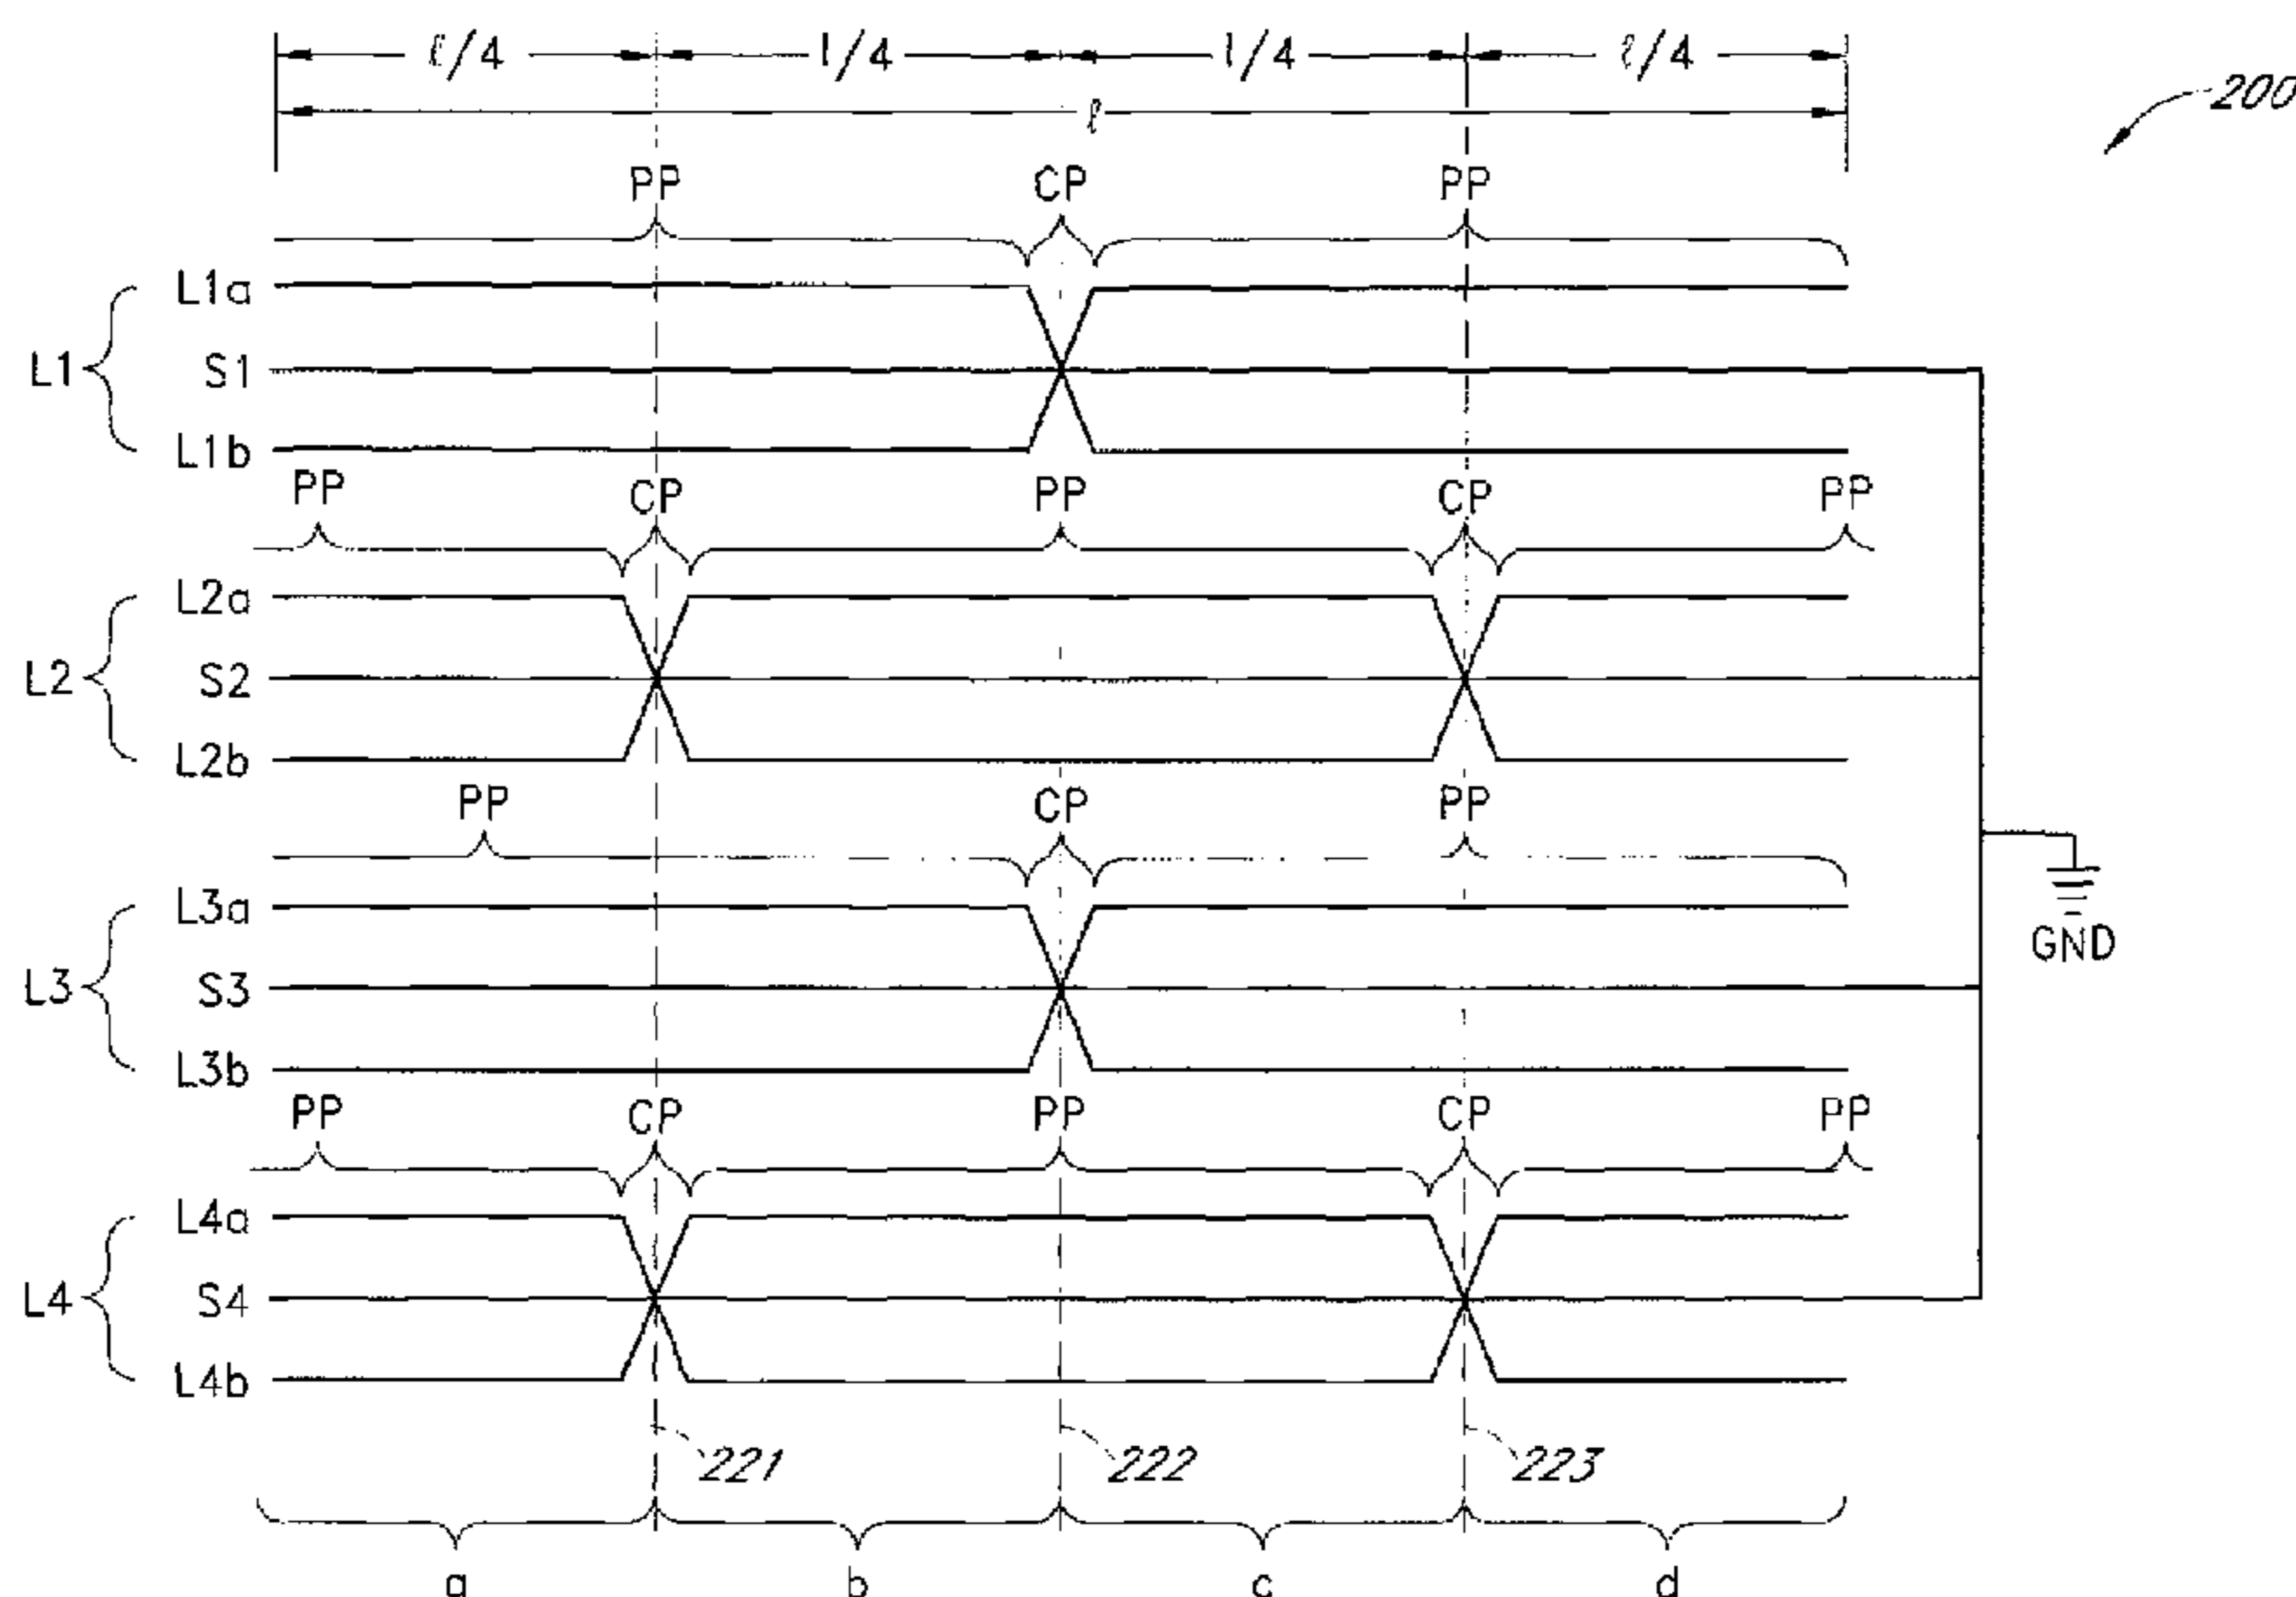 ℓ/4 l/4 l/4 ℓ/4
ℓ
200
PP CP PP
L1a
L1 S1
L1b
PP CP PP CP PP
L2a
L2 S2
L2b
PP CP PP
L3a
L3 S3
L3b
GND
PP CP PP CP PP
L4a
L4 S4
L4b
221 222 223
a b c d